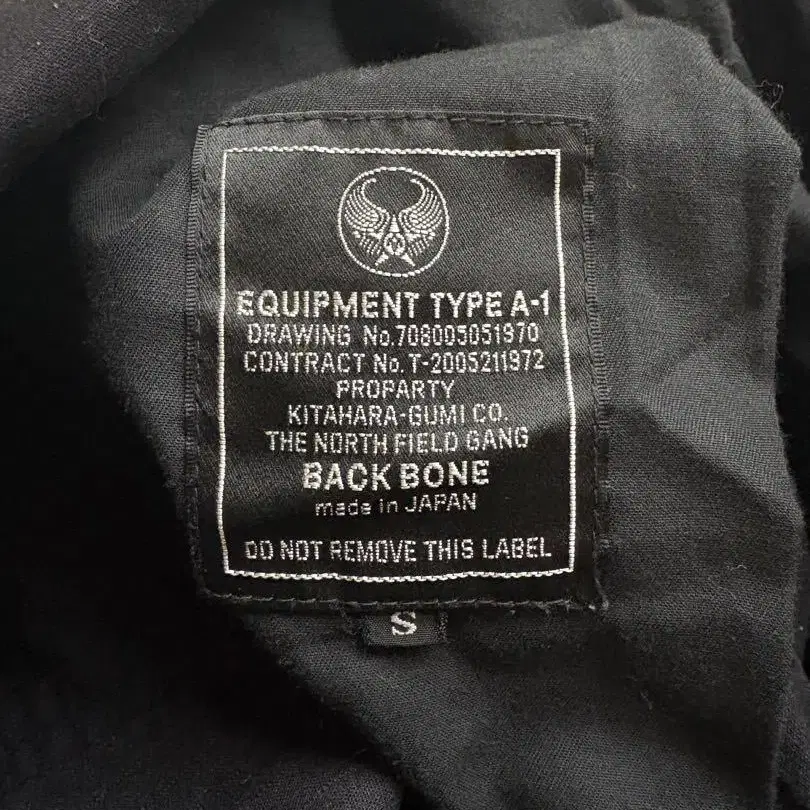 EQUIPMENT TYPE A-1
DRAWING No.708005051970
CONTRACT No.T-2005211972
PROPARTY
KITAHARA-GUMI CO.
THE NORTH FIELD GANG
BACK BONE
made in JAPAN
DO NOT REMOVE THIS LABEL
S